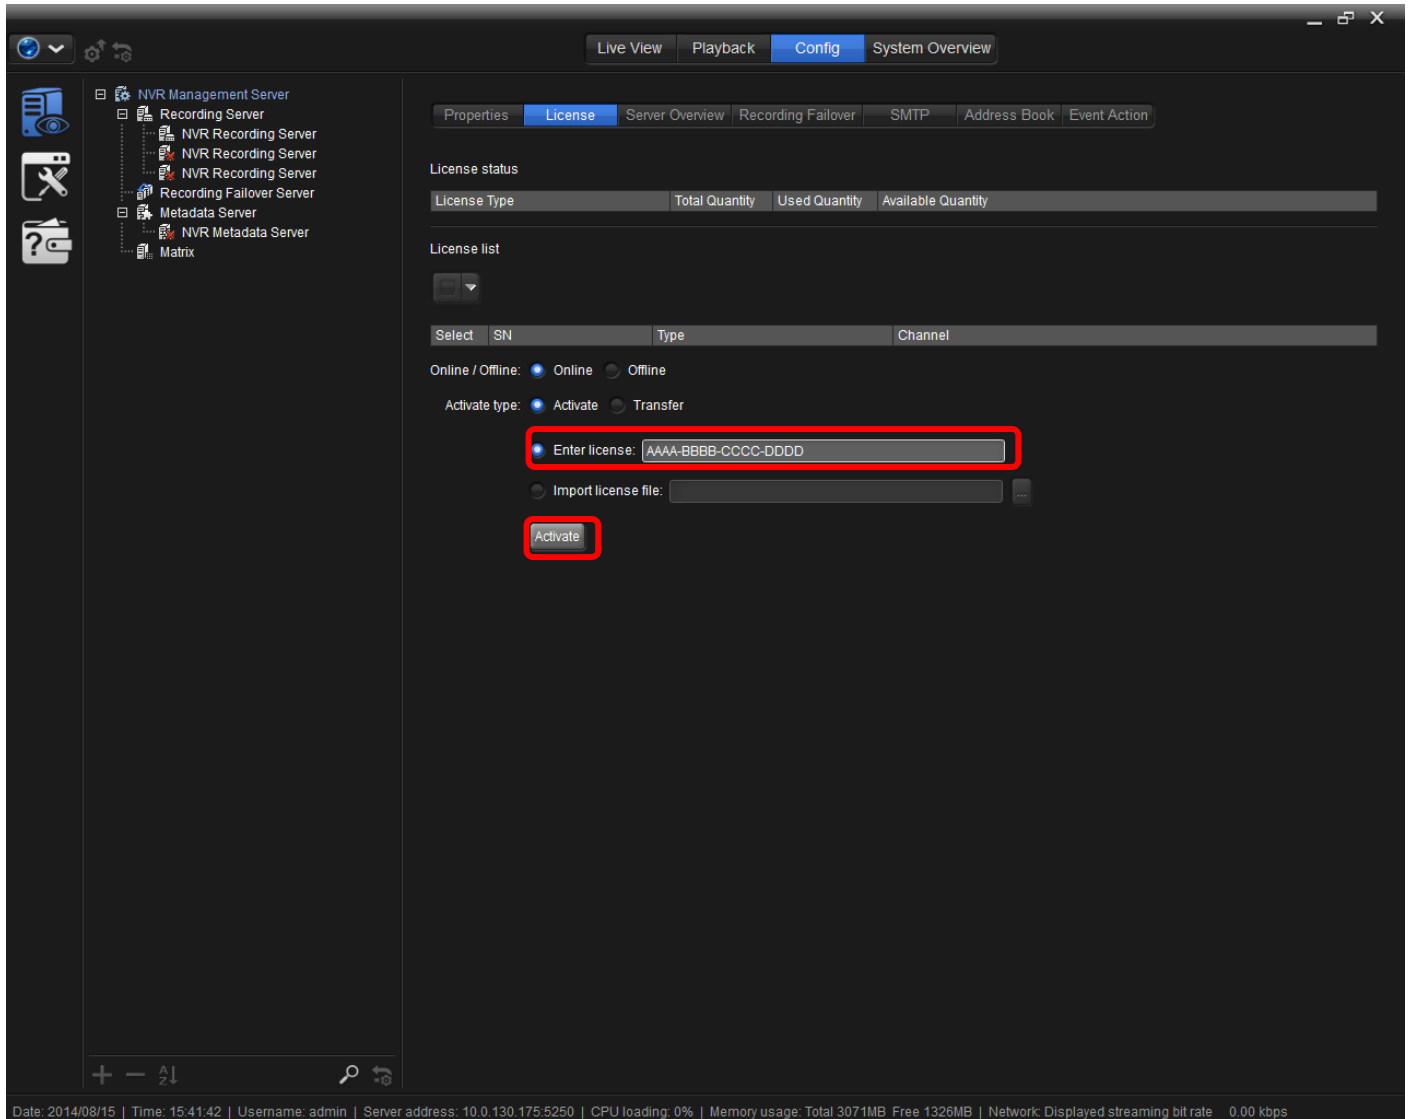 Live View Playback Config System Overview
NVR Management Server
Recording Server
NVR Recording Server
NVR Recording Server
NVR Recording Server
Recording Failover Server
Metadata Server
NVR Metadata Server
Matrix
Properties License Server Overview Recording Failover SMTP Address Book Event Action
License status
License Type Total Quantity Used Quantity Available Quantity
License list
Select SN Type Channel
Online / Offline: Online Offline
Activate type: Activate Transfer
Enter license: AAAA-BBBB-CCCC-DDDD
Import license file: ...
Activate
Date: 2014/08/15 | Time: 15:41:42 | Username: admin | Server address: 10.0.130.175:5250 | CPU loading: 0% | Memory usage: Total 3071MB Free 1326MB | Network: Displayed streaming bit rate 0.00 kbps